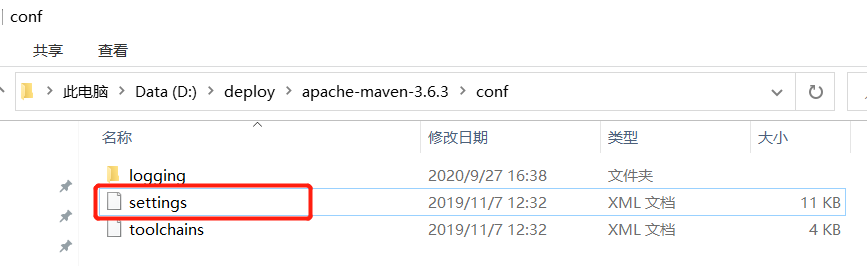 conf
共享 查看
此电脑 Data (D:) deploy apache-maven-3.6.3 conf
名称 修改日期 类型 大小
logging 2020/9/27 16:38 文件夹
settings 2019/11/7 12:32 XML 文档 11 KB
toolchains 2019/11/7 12:32 XML 文档 4 KB